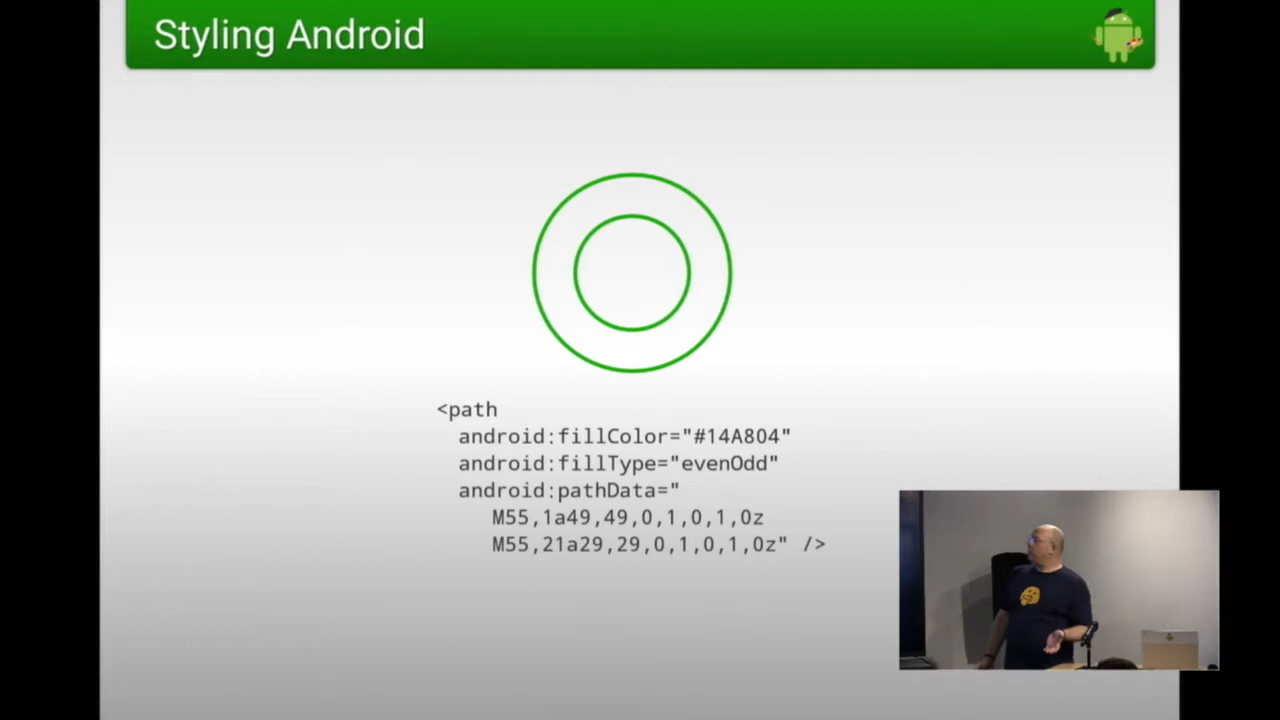 Styling Android
<path
android:fillColor="#14A804"
android:fillType="evenOdd"
android:pathData="
M55,1a49,49,0,1,0,1,0z
M55,21a29,29,0,1,0,1,0z" />